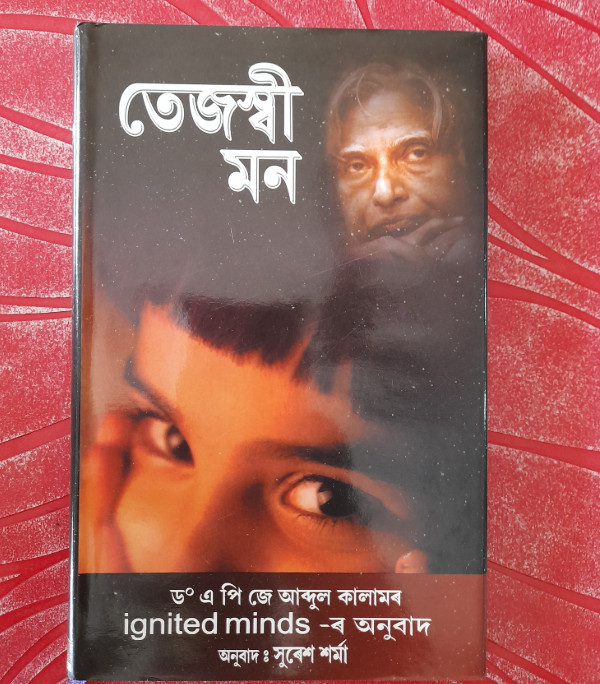 তেজস্বী
মন
ড° এ পি জে আব্দুল কালামৰ
ignited minds -ৰ অনুবাদ
অনুবাদ ঃ সুৰেশ শৰ্মা